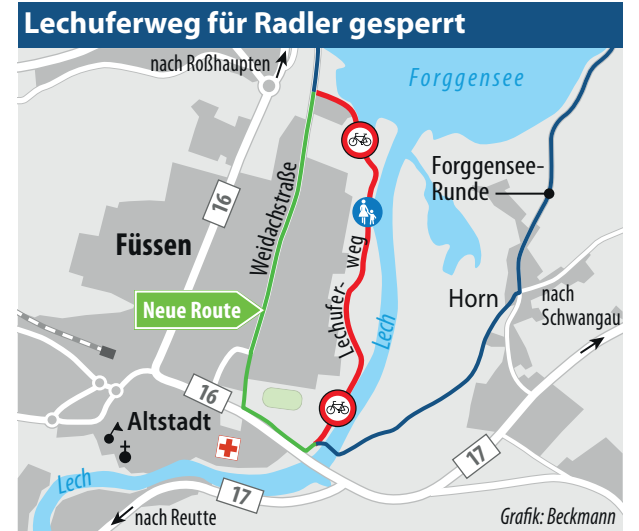 Lechuferweg für Radler gesperrt
nach Roßhaupten
Forggensee
Forggensee-
Runde
16
Weidachstraße
Füssen
Lechufer-
weg
Neue Route
Lech
Horn
nach
Schwangau
16
Altstadt
17
Lech
17
nach Reutte
Grafik: Beckmann